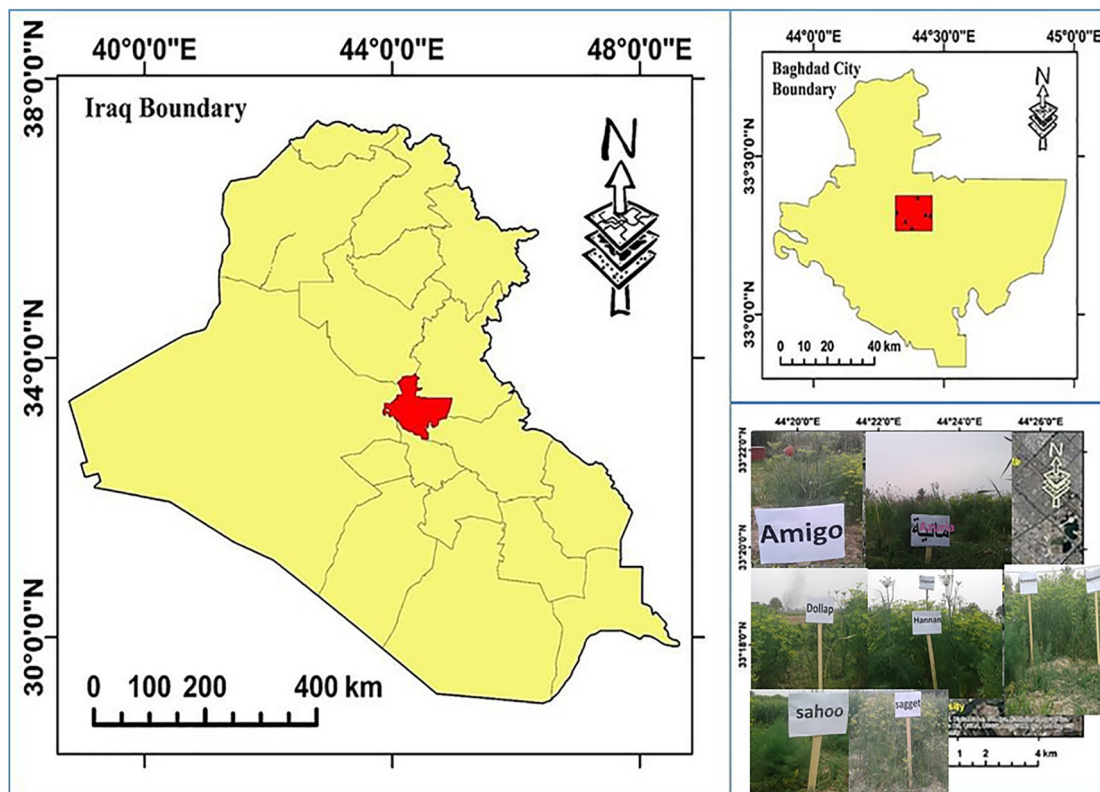 40°0'0"E 44°0'0"E 48°0'0"E
38°0'0"N
34°0'0"N
30°0'0"N
Iraq Boundary
N
0 100 200 400 km
44°0'0"E 44°30'0"E 45°0'0"E
33°30'0"N
33°0'0"N
Baghdad City
Boundary
N
0 10 20 40 km
44°20'0"E 44°22'0"E 44°24'0"E 44°26'0"E
33°22'0"N
33°20'0"N
33°18'0"N
N
Amigo
Dollap
Hannan
sahoo
sagget
1 2 4 km